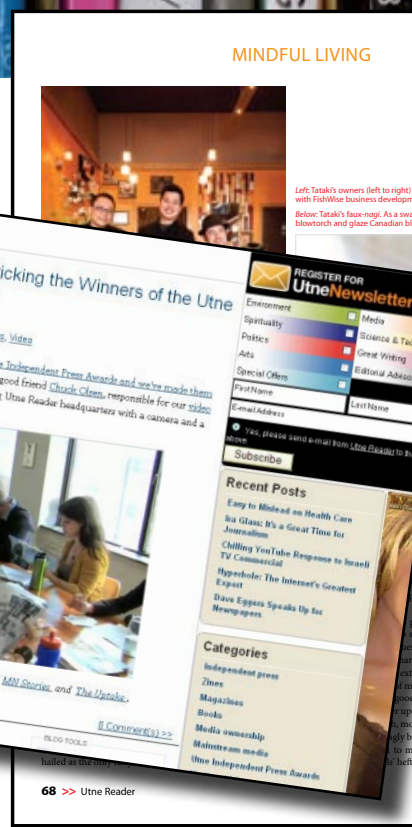 MINDFUL LIVING
Left: Tataki's owners (left to right)
with FishWise business developm
Below: Tataki's faux-nagi. As a swa
blowtorch and glaze Canadian bl
icking the Winners of the Utne
s, Video
e Independent Press Awards and we've made them
good friend Chuck Olsen, responsible for our video
g Utne Reader headquarters with a camera and a
MN Stories, and The Uptake.
0 Comment(s) >>
BLOG TOOLS
REGISTER FOR
UtneNewsletter
Environment
Media
Spirituality
Science & Tec
Politics
Great Writing
Arts
Editorial Adviso
Special Offers
First Name
Last Name
E-mail Address
Yes, please send e-mail from Utne Reader to the
above.
Subscribe
Recent Posts
Easy to Mislead on Health Care
Ira Glass: It's a Great Time for
Journalism
Chilling YouTube Response to Israeli
TV Commercial
Hyperbole: The Internet's Greatest
Export
Dave Eggers Speaks Up for
Newspapers
Categories
Independent press
Zines
Magazines
Books
Media ownership
Mainstream media
Utne Independent Press Awards
hailed as the only
68 >> Utne Reader